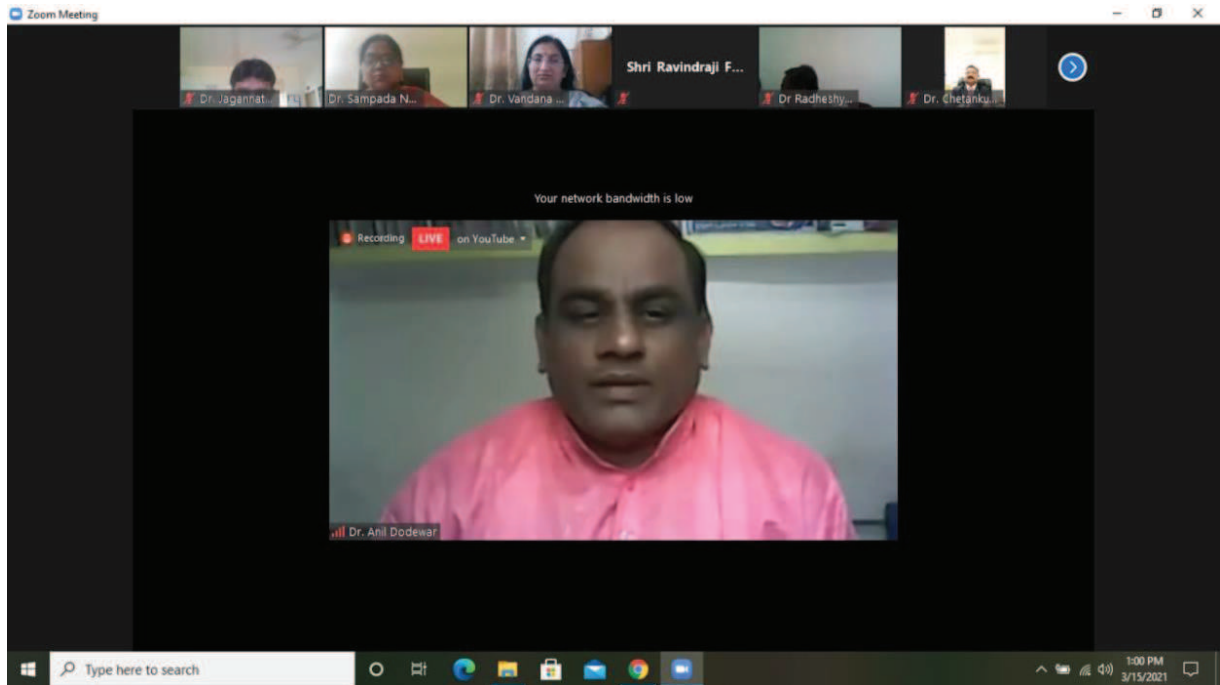 Zoom Meeting
Dr. Jagannat...
Dr. Sampada N...
Dr. Vandana ...
Shri Ravindraji F...
Dr Radheshy...
Dr. Chetanku...
Your network bandwidth is low
Recording LIVE on YouTube
Dr. Anil Dodewar
Type here to search
1:00 PM
3/15/2021